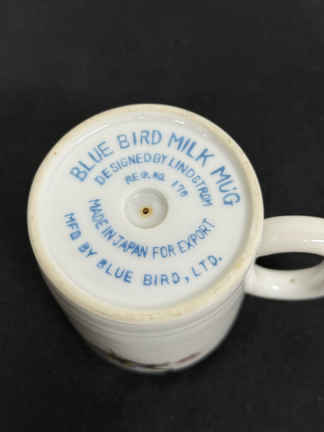 BLUE BIRD MILK MUG
DESIGNED BY LINDSTROM
REG. NO. 176
MADE IN JAPAN FOR EXPORT
MFD. BY BLUE BIRD, LTD.